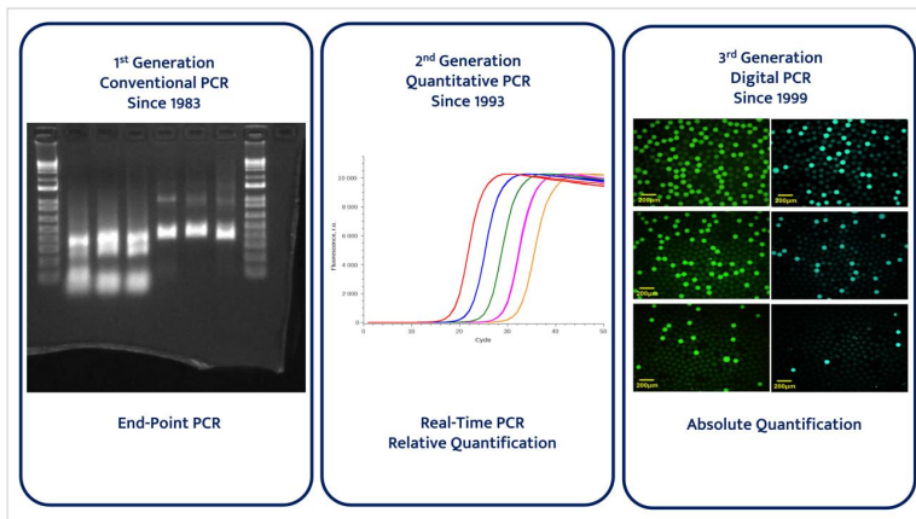 1st Generation
Conventional PCR
Since 1983
End-Point PCR
2nd Generation
Quantitative PCR
Since 1993
Fluorescence, r.u.
10 000
8 000
6 000
4 000
2 000
0
0 10 20 30 40 50
Cycle
Real-Time PCR
Relative Quantification
3rd Generation
Digital PCR
Since 1999
200µm 200µm
200µm 200µm
200µm 200µm
Absolute Quantification